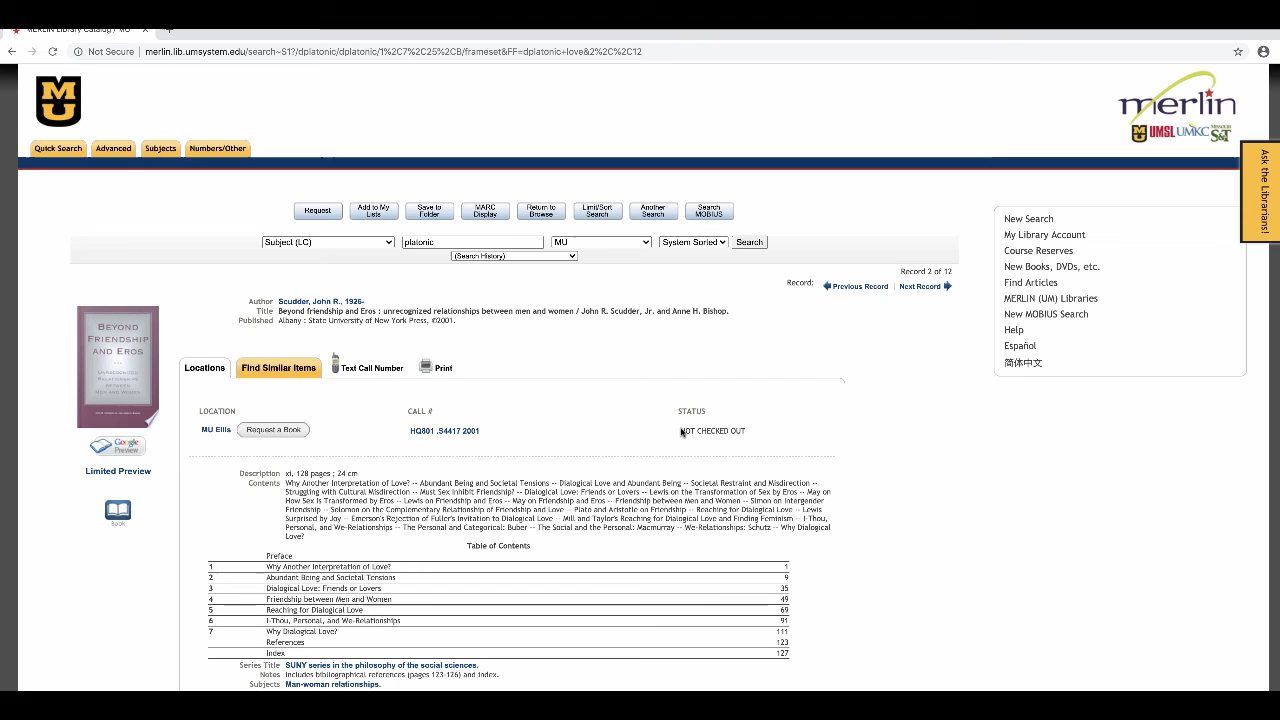 MERLIN Library Catalog / MU
Not Secure
merlin.lib.umsystem.edu/search~S1?/dplatonic/dplatonic/1%2C7%2C25%2CB/frameset&FF=dplatonic+love&2%2C%2C12
MU
merlin
UMSL UMKC MISSOURI S&T
Quick Search
Advanced
Subjects
Numbers/Other
Ask the Librarians!
Request
Add to My Lists
Save to Folder
MARC Display
Return to Browse
Limit/Sort Search
Another Search
Search MOBIUS
Subject (LC)
platonic
MU
System Sorted
Search
(Search History)
New Search
My Library Account
Course Reserves
New Books, DVDs, etc.
Find Articles
MERLIN (UM) Libraries
New MOBIUS Search
Help
Español
简体中文
Record 2 of 12
Record: Previous Record Next Record
Author Scudder, John R., 1926-
Title Beyond friendship and Eros : unrecognized relationships between men and women / John R. Scudder, Jr. and Anne H. Bishop.
Published Albany : State University of New York Press, ©2001.
BEYOND
FRIENDSHIP
AND EROS
UNRECOGNIZED
RELATIONSHIPS
BETWEEN
MEN AND WOMEN
Google Preview
Limited Preview
Book
Locations
Find Similar Items
Text Call Number
Print
LOCATION CALL # STATUS
MU Ellis Request a Book HQ801 .S4417 2001 NOT CHECKED OUT
Description xi, 128 pages ; 24 cm
Contents Why Another Interpretation of Love? -- Abundant Being and Societal Tensions -- Dialogical Love and Abundant Being -- Societal Restraint and Misdirection --
Struggling with Cultural Misdirection -- Must Sex Inhibit Friendship? -- Dialogical Love: Friends or Lovers -- Lewis on the Transformation of Sex by Eros -- May on
How Sex is Transformed by Eros -- Lewis on Friendship and Eros -- May on Friendship and Eros -- Friendship between Men and Women -- Simon on Intergender
Friendship -- Solomon on the Complementary Relationship of Friendship and Love -- Plato and Aristotle on Friendship -- Reaching for Dialogical Love -- Lewis
Surprised by Joy -- Emerson's Rejection of Fuller's Invitation to Dialogical Love -- Mill and Taylor's Reaching for Dialogical Love and Finding Feminism -- I-Thou,
Personal, and We-Relationships -- The Personal and Categorical: Buber -- The Social and the Personal: Macmurray -- We-Relationships: Schutz -- Why Dialogical
Love?
Table of Contents
Preface
1 Why Another Interpretation of Love? 1
2 Abundant Being and Societal Tensions 9
3 Dialogical Love: Friends or Lovers 35
4 Friendship between Men and Women 49
5 Reaching for Dialogical Love 69
6 I-Thou, Personal, and We-Relationships 91
7 Why Dialogical Love? 111
References 123
Index 127
Series Title SUNY series in the philosophy of the social sciences.
Notes Includes bibliographical references (pages 123-126) and index.
Subjects Man-woman relationships.